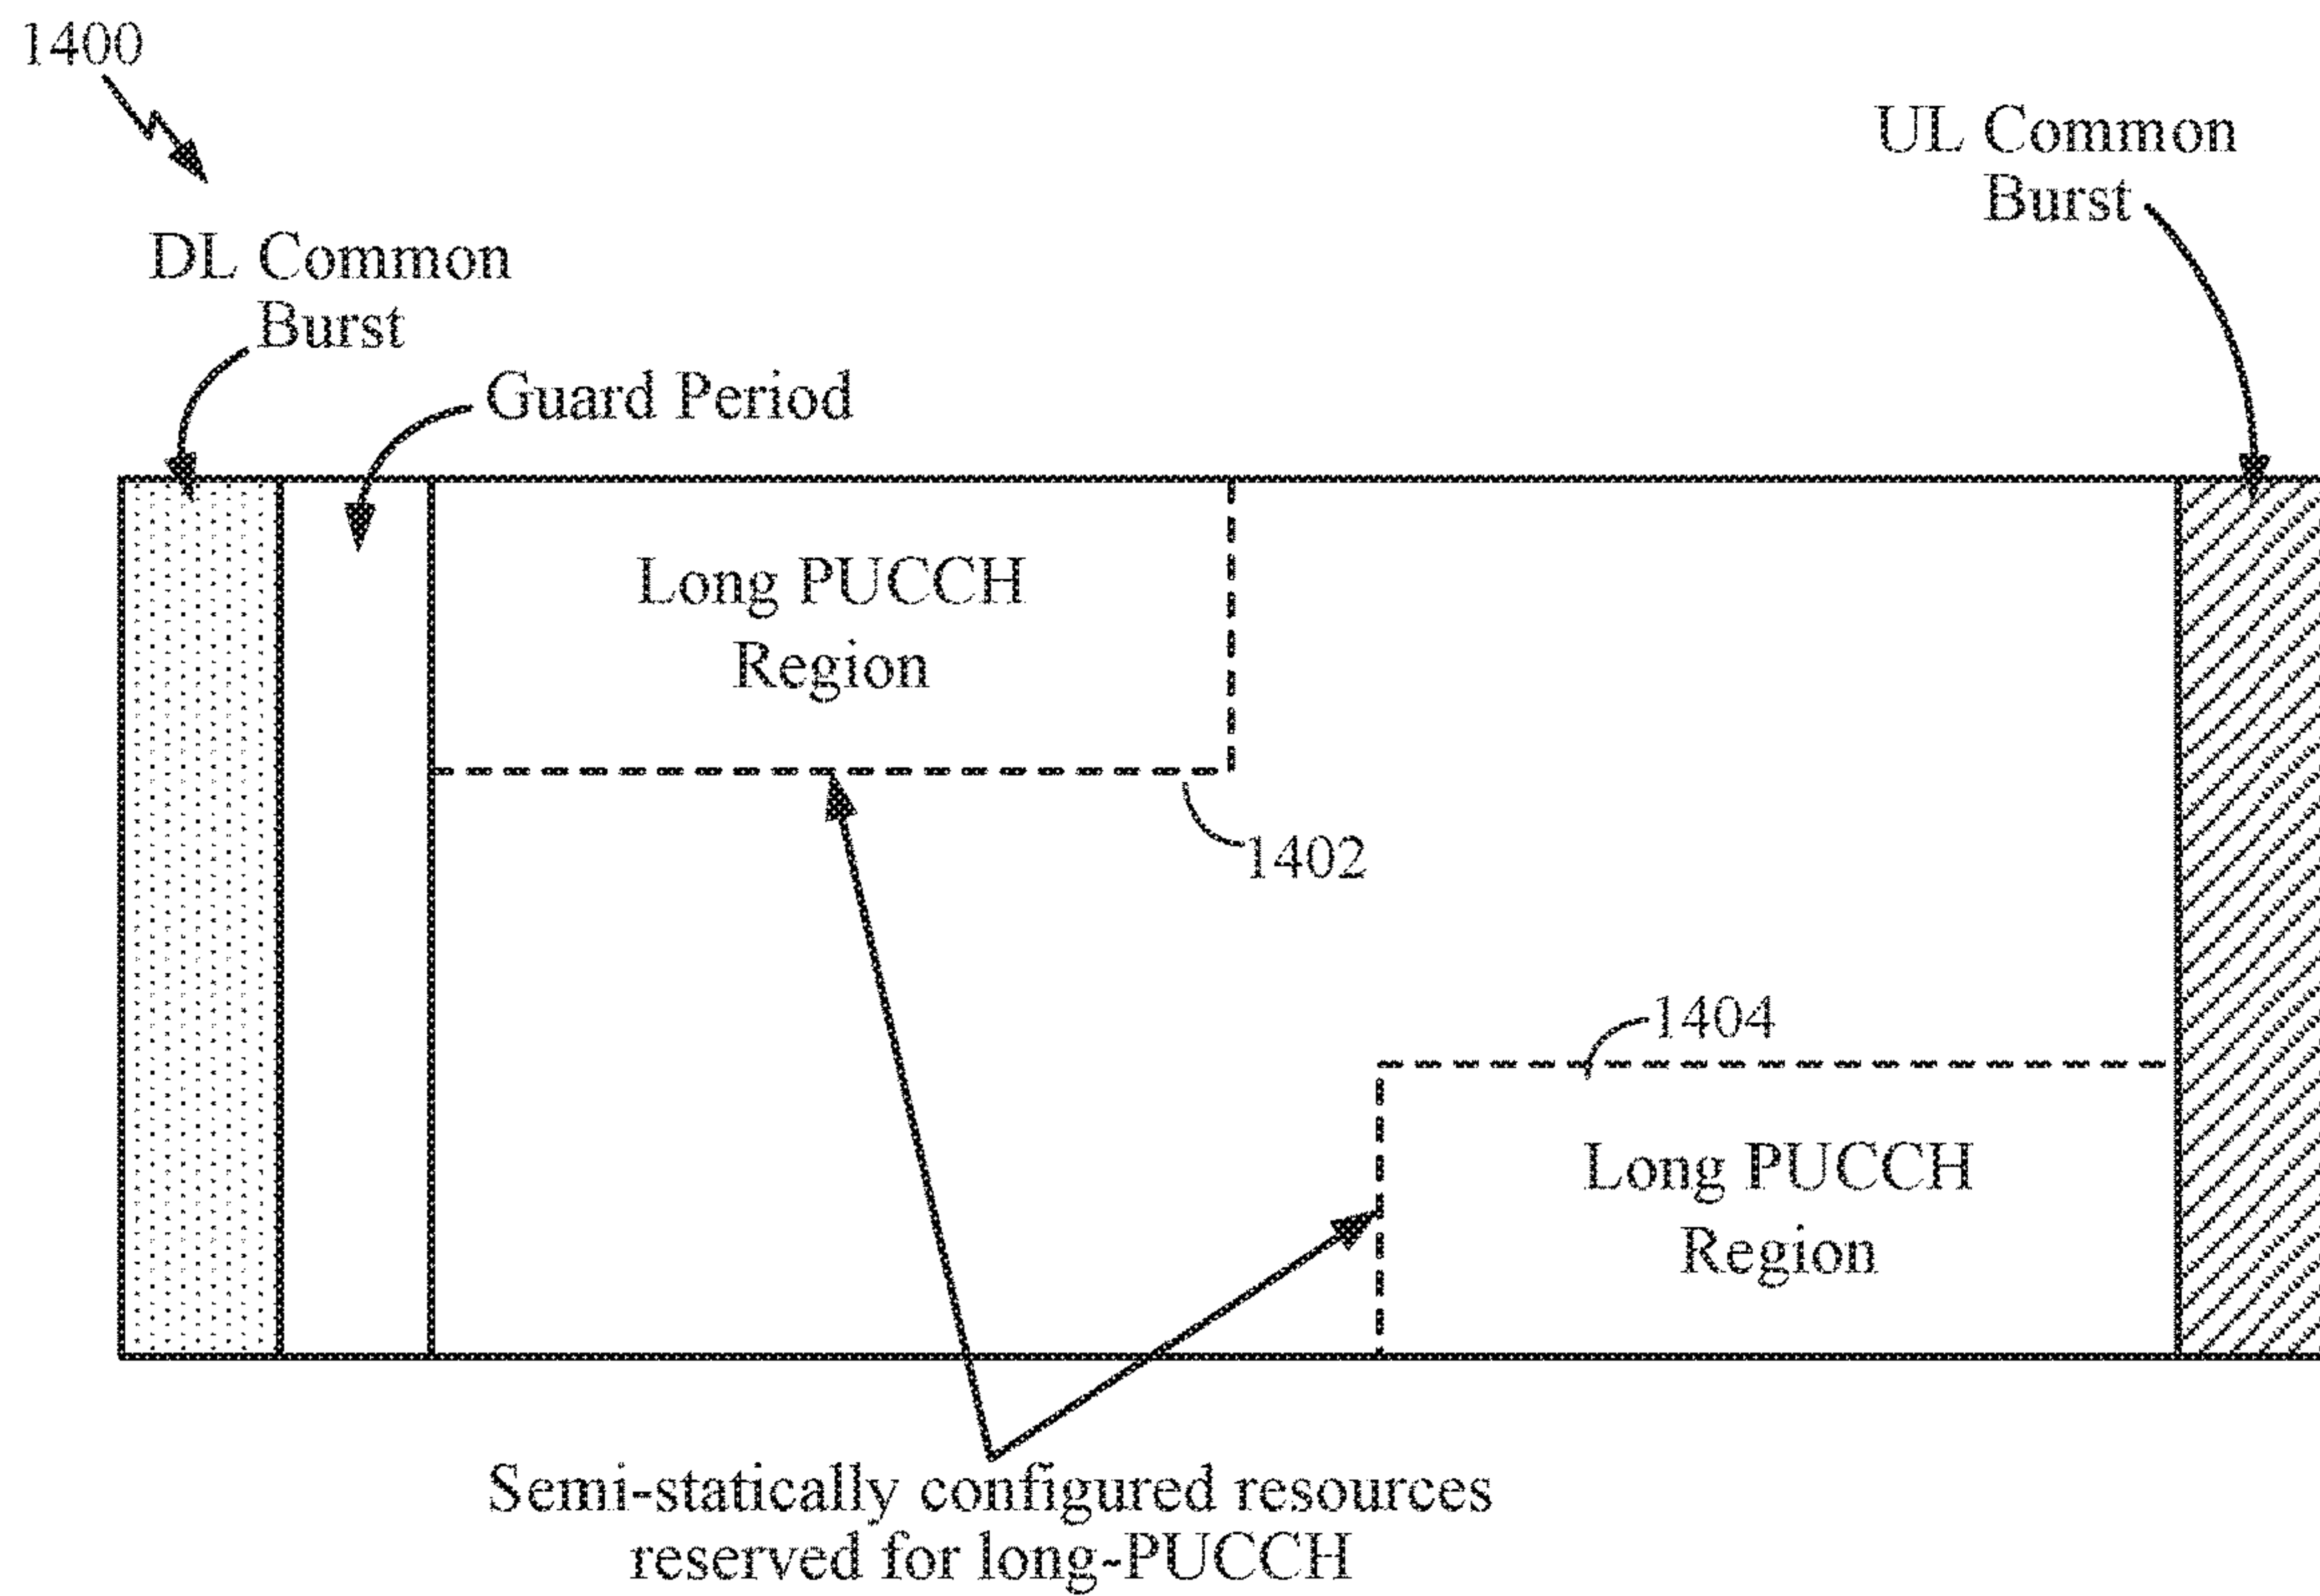 1400
UL Common
Burst
DL Common
Burst
Guard Period
Long PUCCH
Region
1402
1404
Long PUCCH
Region
Semi-statically configured resources
reserved for long-PUCCH